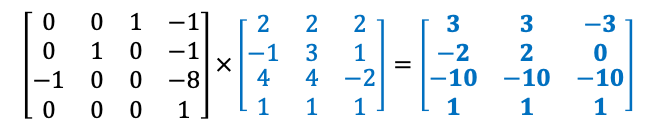 0 0 1 −1 2 2 2 3 3 −3
0 1 0 −1 × −1 3 1 = −2 2 0
−1 0 0 −8 4 4 −2 −10 −10 −10
0 0 0 1 1 1 1 1 1 1